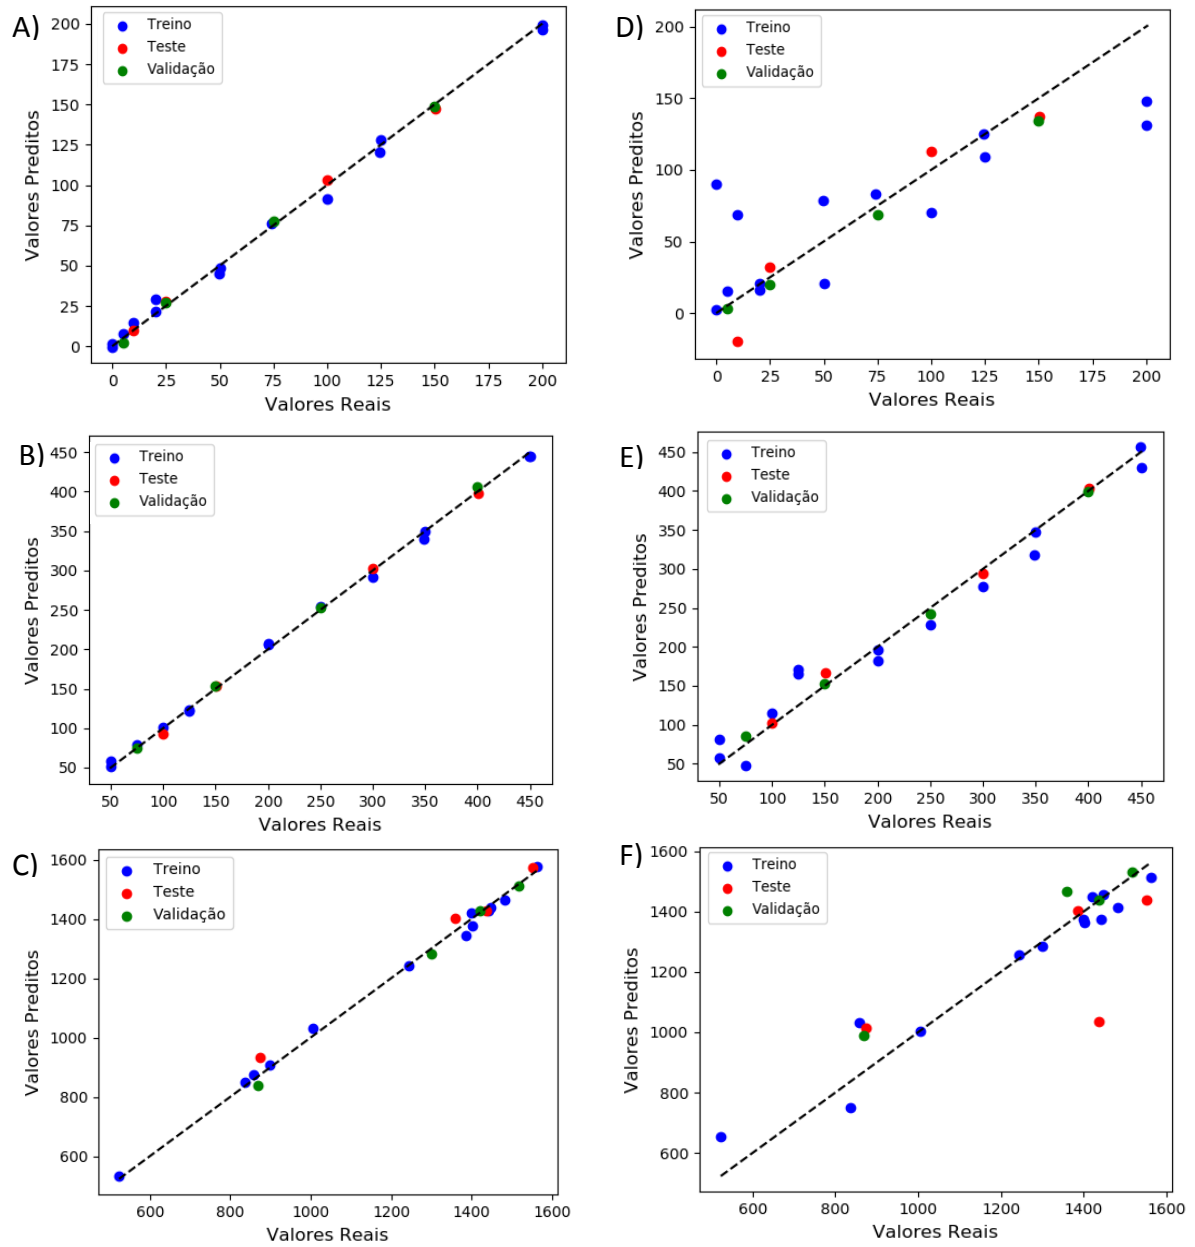 A)
Treino
Teste
Validação
200
175
150
125
100
75
50
25
0
Valores Preditos
0 25 50 75 100 125 150 175 200
Valores Reais
D)
Treino
Teste
Validação
200
150
100
50
0
Valores Preditos
0 25 50 75 100 125 150 175 200
Valores Reais
B)
Treino
Teste
Validação
450
400
350
300
250
200
150
100
50
Valores Preditos
50 100 150 200 250 300 350 400 450
Valores Reais
E)
Treino
Teste
Validação
450
400
350
300
250
200
150
100
50
Valores Preditos
50 100 150 200 250 300 350 400 450
Valores Reais
C)
Treino
Teste
Validação
1600
1400
1200
1000
800
600
Valores Preditos
600 800 1000 1200 1400 1600
Valores Reais
F)
Treino
Teste
Validação
1600
1400
1200
1000
800
600
Valores Preditos
600 800 1000 1200 1400 1600
Valores Reais